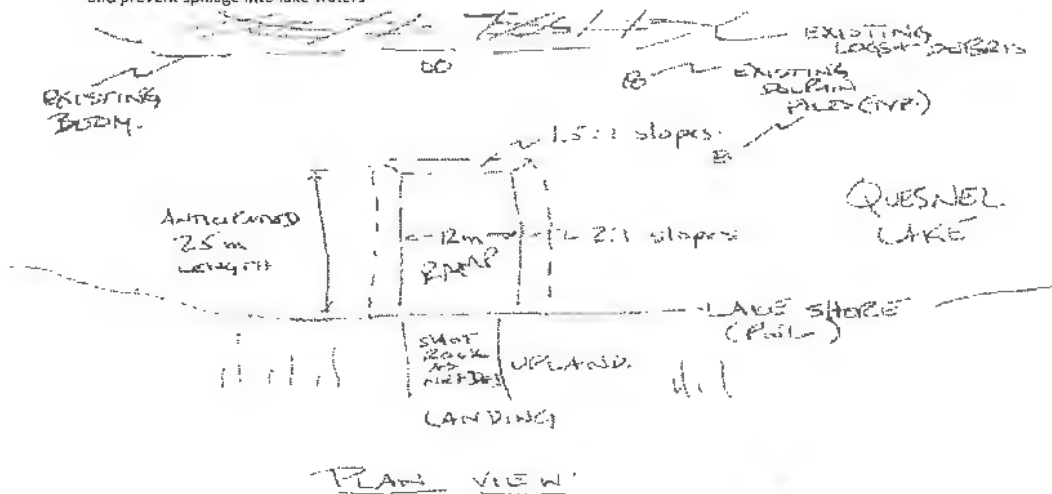 and prevent spillage into lake waters
EXISTING
LOGS + DEBRIS
EXISTING
BOOM.
EXISTING
DOLPHIN
PILES (TYP.)
1.5:1 slopes
ANTICIPATED
25m
LENGTH
12m
RAMP
2:1 slopes
QUESNEL
LAKE
LAKE SHORE
SHOT
ROCK
AS
NEEDED
UPLAND.
LANDING
PLAN VIEW